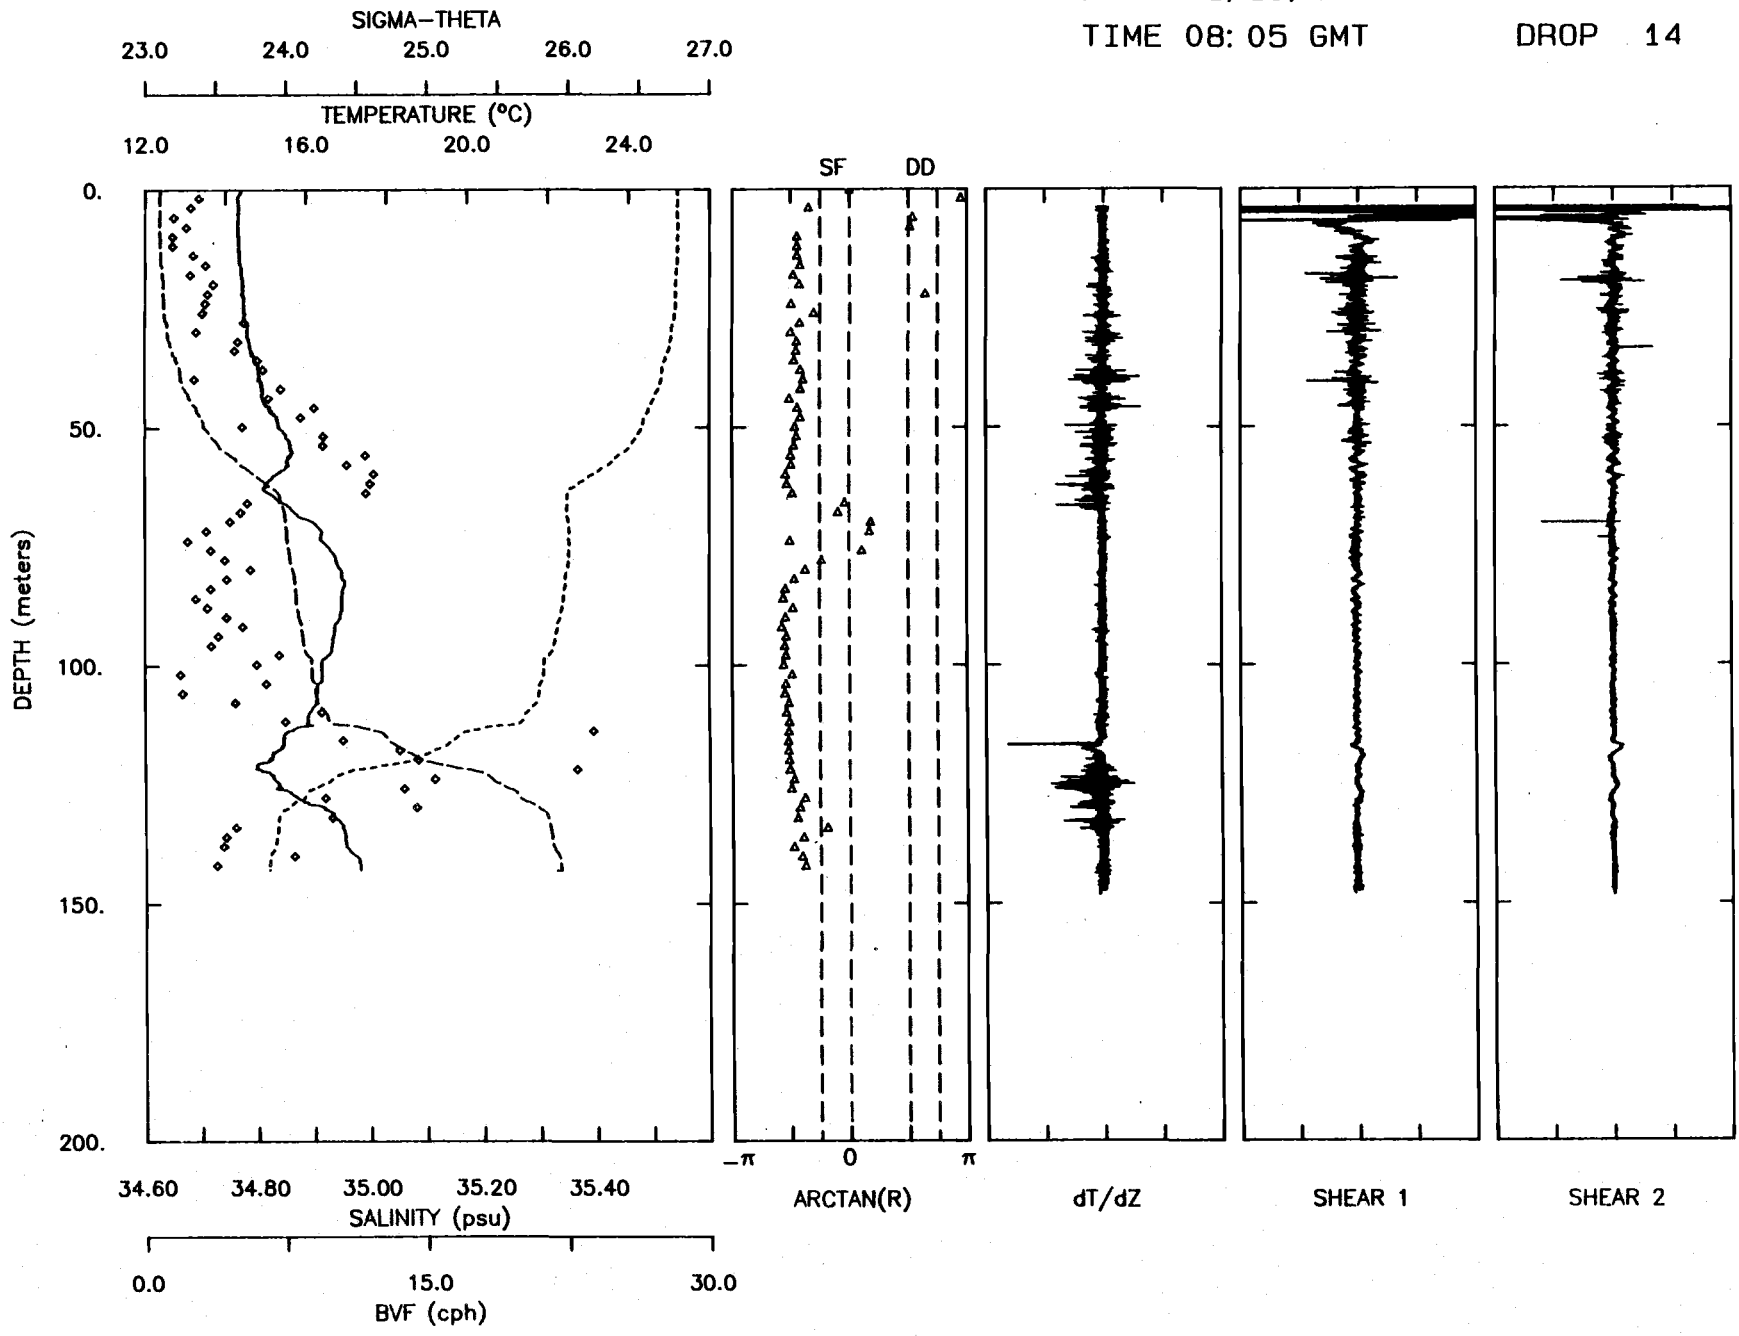 TIME 08:05 GMT DROP 14
SIGMA-THETA
23.0 24.0 25.0 26.0 27.0
TEMPERATURE (°C)
12.0 16.0 20.0 24.0
SF DD
0.
50.
100.
150.
200.
DEPTH (meters)
-π 0 π
34.60 34.80 35.00 35.20 35.40
SALINITY (psu)
ARCTAN(R)
dT/dZ
SHEAR 1
SHEAR 2
0.0 15.0 30.0
BVF (cph)